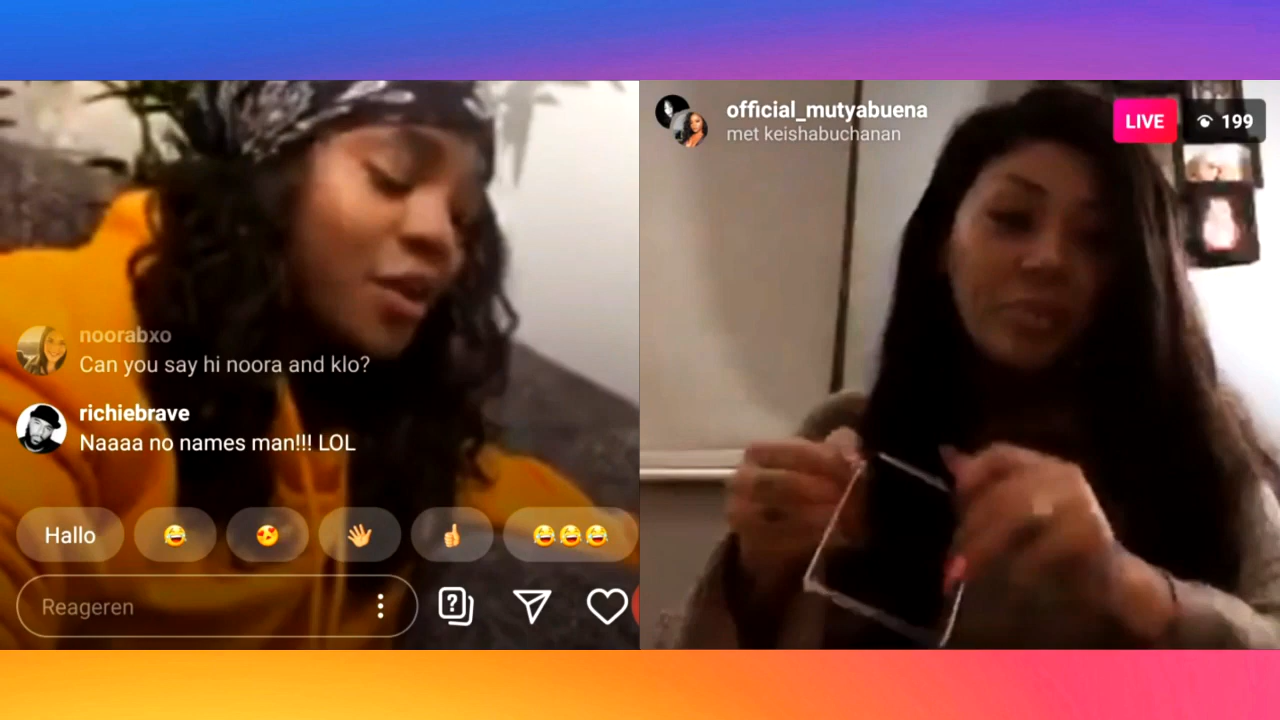 noorabxo
Can you say hi noora and klo?
richiebrave
Naaaa no names man!!! LOL
Hallo
Reageren
official_mutyabuena
met keishabuchanan
LIVE
199